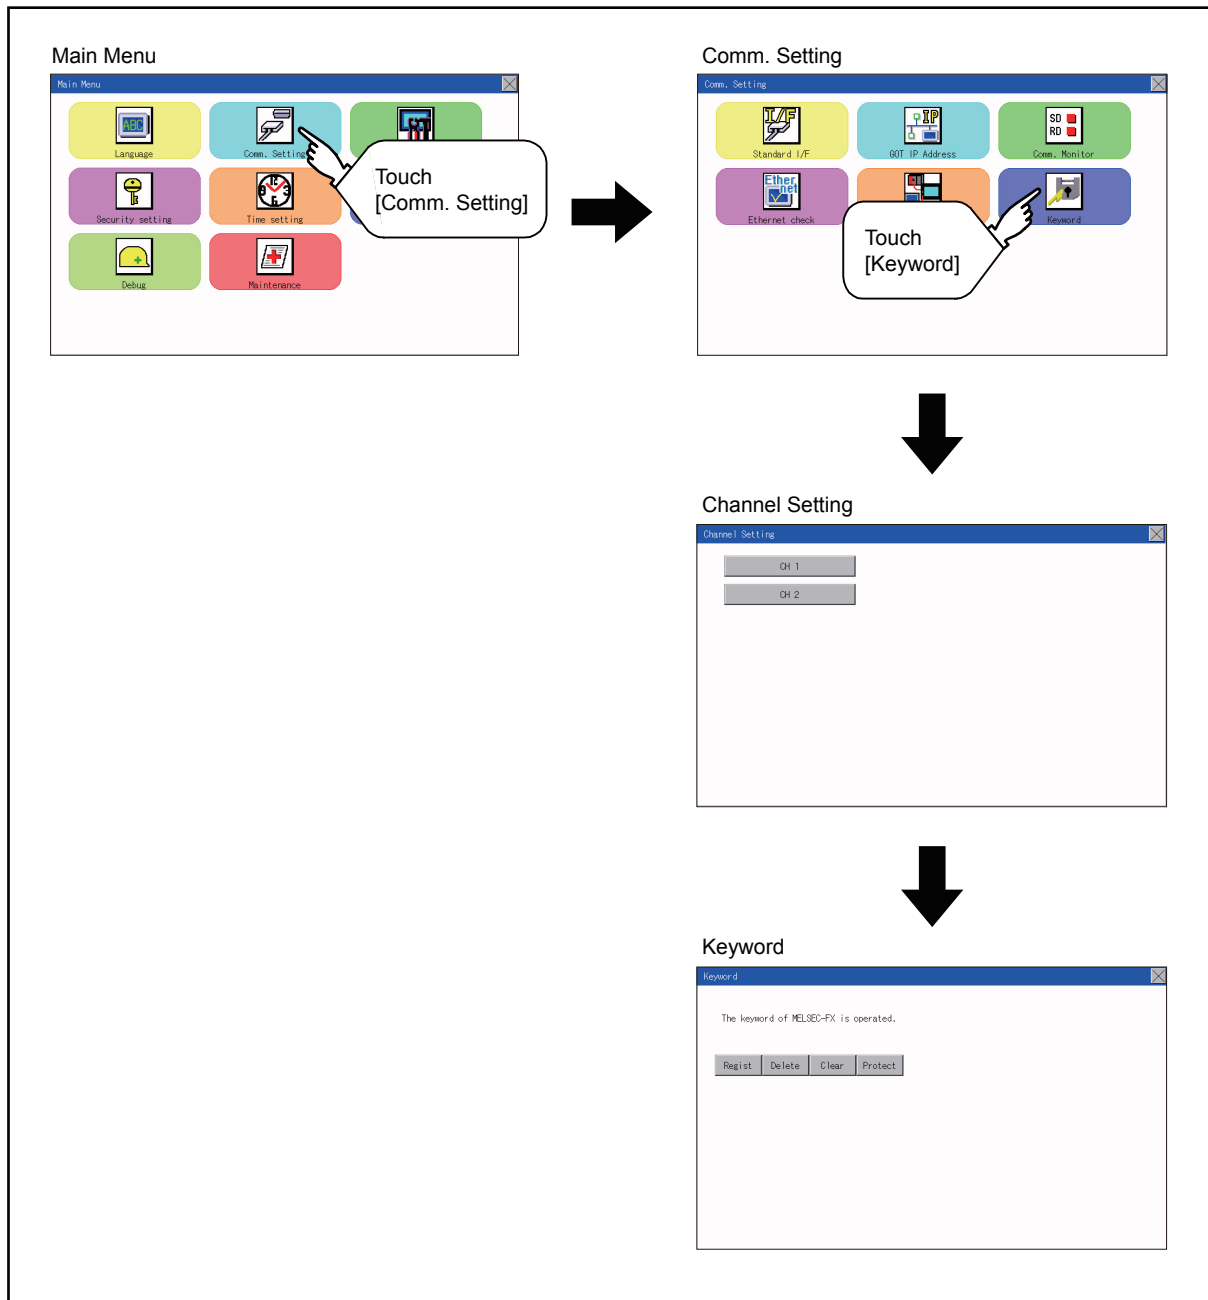 Main Menu
Main Menu
ABC
Language
Comm. Setting
Security setting
Time setting
Debug
Maintenance
Touch
[Comm. Setting]
Comm. Setting
Comm. Setting
I/F
Standard I/F
IP
GOT IP Address
SD
RD
Comm. Monitor
Ether
net
Ethernet check
Keyword
Touch
[Keyword]
Channel Setting
Channel Setting
CH 1
CH 2
Keyword
Keyword
The keyword of MELSEC-FX is operated.
Regist Delete Clear Protect